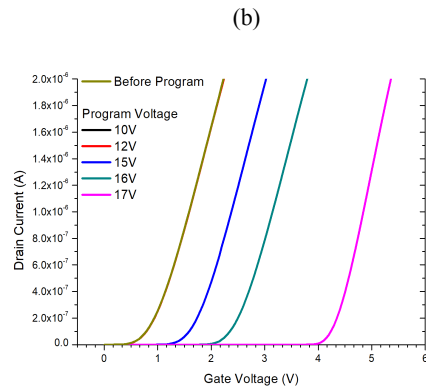 (b)
Before Program
Program Voltage
10V
12V
15V
16V
17V
2.0x10⁻⁶
1.8x10⁻⁶
1.6x10⁻⁶
1.4x10⁻⁶
1.2x10⁻⁶
1.0x10⁻⁶
8.0x10⁻⁷
6.0x10⁻⁷
4.0x10⁻⁷
2.0x10⁻⁷
0.0
Drain Current (A)
0 1 2 3 4 5 6
Gate Voltage (V)